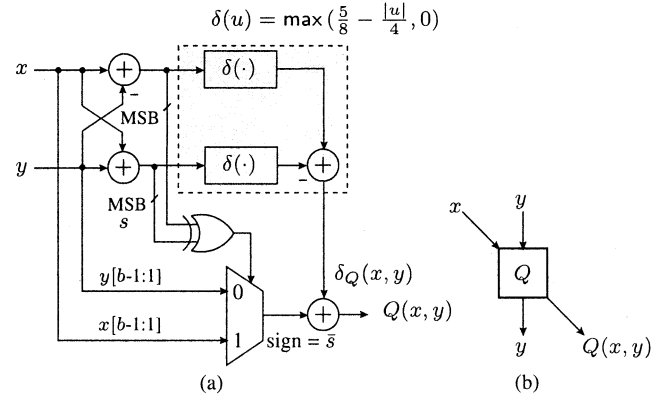 δ(u) = max (5/8 − |u|/4, 0)
x
+
δ(·)
−
MSB
y
+
δ(·)
−
+
MSB
s
x
y
Q
y[b-1:1]
0
δ_Q(x, y)
+
Q(x, y)
x[b-1:1]
1
sign = s̄
y
Q(x, y)
(a)
(b)